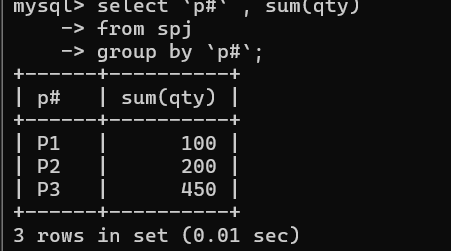 mysql> select `p#` , sum(qty)
    -> from spj
    -> group by `p#`;
+------+----------+
| p#   | sum(qty) |
+------+----------+
| P1   |      100 |
| P2   |      200 |
| P3   |      450 |
+------+----------+
3 rows in set (0.01 sec)